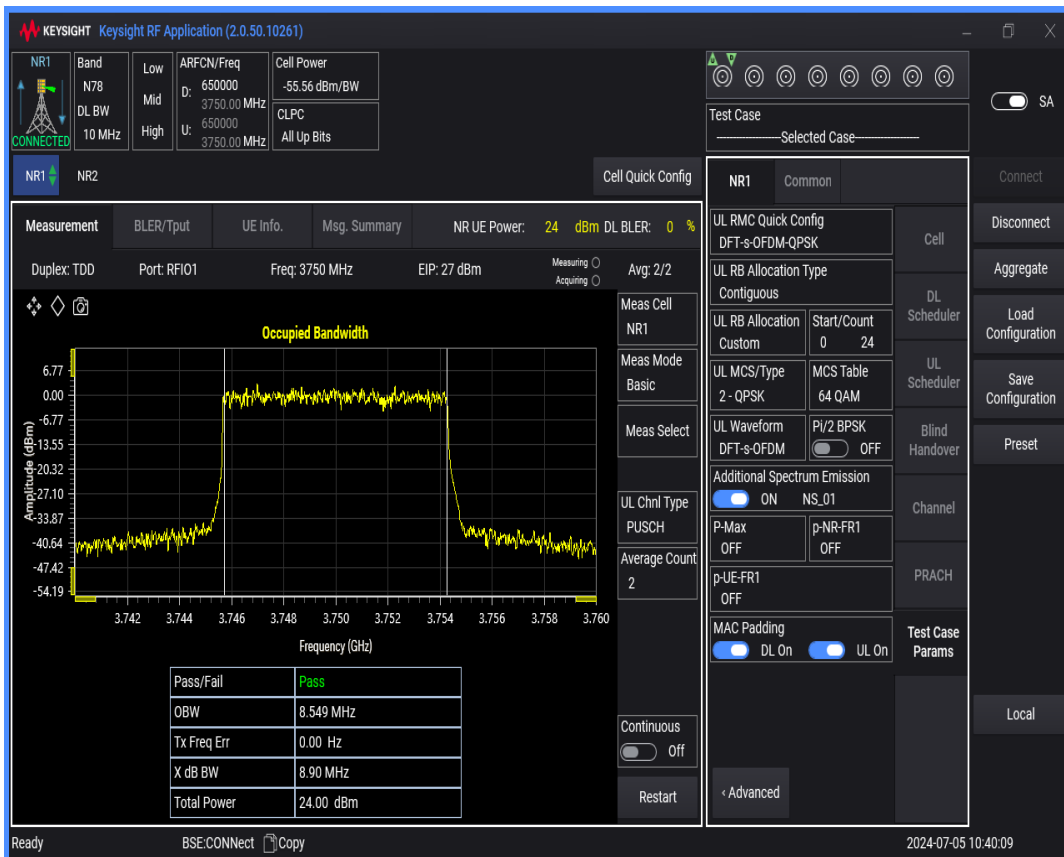 KEYSIGHT Keysight RF Application (2.0.50.10261)
NR1
CONNECTED
Band
N78
DL BW
10 MHz
Low
Mid
High
ARFCN/Freq
D: 650000
3750.00 MHz
U: 650000
3750.00 MHz
Cell Power
-55.56 dBm/BW
CLPC
All Up Bits
Test Case
Selected Case
SA
NR1 NR2 Cell Quick Config
Measurement BLER/Tput UE Info. Msg. Summary NR UE Power: 24 dBm DL BLER: 0 %
Duplex: TDD Port: RFIO1 Freq: 3750 MHz EIP: 27 dBm Measuring Avg: 2/2
Acquiring
Occupied Bandwidth
Amplitude (dBm)
6.77
0.00
-6.77
-13.55
-20.32
-27.10
-33.87
-40.64
-47.42
-54.19
3.742 3.744 3.746 3.748 3.750 3.752 3.754 3.756 3.758 3.760
Frequency (GHz)
Pass/Fail Pass
OBW 8.549 MHz
Tx Freq Err 0.00 Hz
X dB BW 8.90 MHz
Total Power 24.00 dBm
Meas Cell
NR1
Meas Mode
Basic
Meas Select
UL Chnl Type
PUSCH
Average Count
2
Continuous
Off
Restart
NR1 Common
UL RMC Quick Config
DFT-s-OFDM-QPSK
UL RB Allocation Type
Contiguous
UL RB Allocation
Custom
Start/Count
0 24
UL MCS/Type
2 - QPSK
MCS Table
64 QAM
UL Waveform
DFT-s-OFDM
Pi/2 BPSK
OFF
Additional Spectrum Emission
ON NS_01
P-Max
OFF
p-NR-FR1
OFF
p-UE-FR1
OFF
MAC Padding
DL On UL On
‹ Advanced
Cell
DL
Scheduler
UL
Scheduler
Blind
Handover
Channel
PRACH
Test Case
Params
Connect
Disconnect
Aggregate
Load
Configuration
Save
Configuration
Preset
Local
Ready BSE:CONNect Copy 2024-07-05 10:40:09